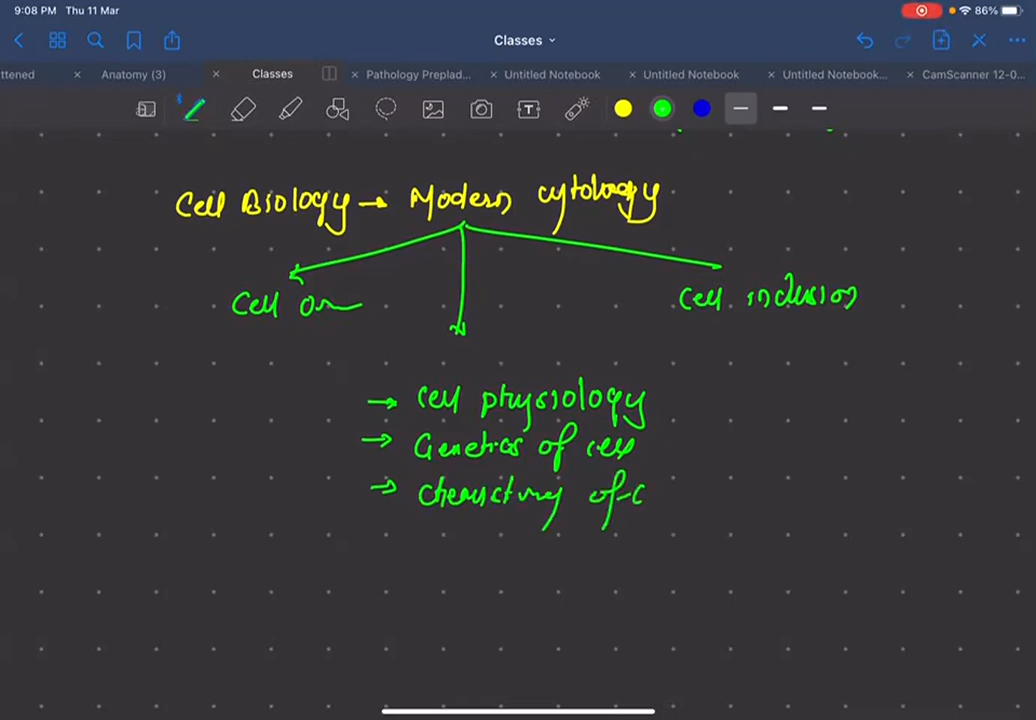 9:08 PM Thu 11 Mar 86%
Classes
ttened Anatomy (3) Classes Pathology Preplad... Untitled Notebook Untitled Notebook Untitled Notebook... CamScanner 12-0...
Cell Biology → Modern cytology
Cell inclusion
Cell
→ cell physiology
→ Genetics of cell
→ chemistry of c